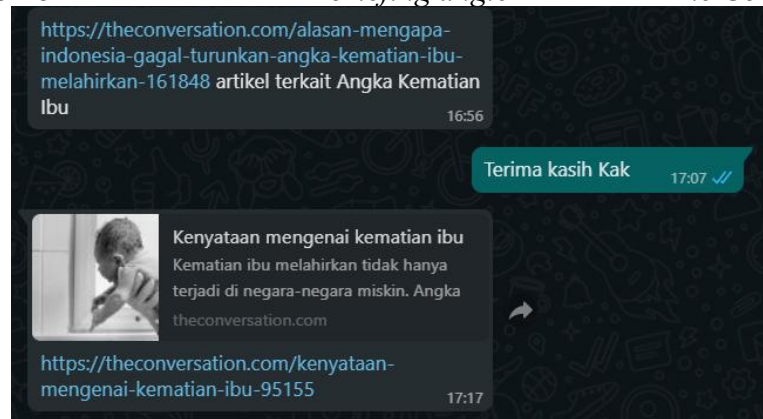 https://theconversation.com/alasan-mengapa-
indonesia-gagal-turunkan-angka-kematian-ibu-
melahirkan-161848 artikel terkait Angka Kematian
Ibu
16:56
Terima kasih Kak
17:07
Kenyataan mengenai kematian ibu
Kematian ibu melahirkan tidak hanya
terjadi di negara-negara miskin. Angka
theconversation.com
https://theconversation.com/kenyataan-
mengenai-kematian-ibu-95155
17:17